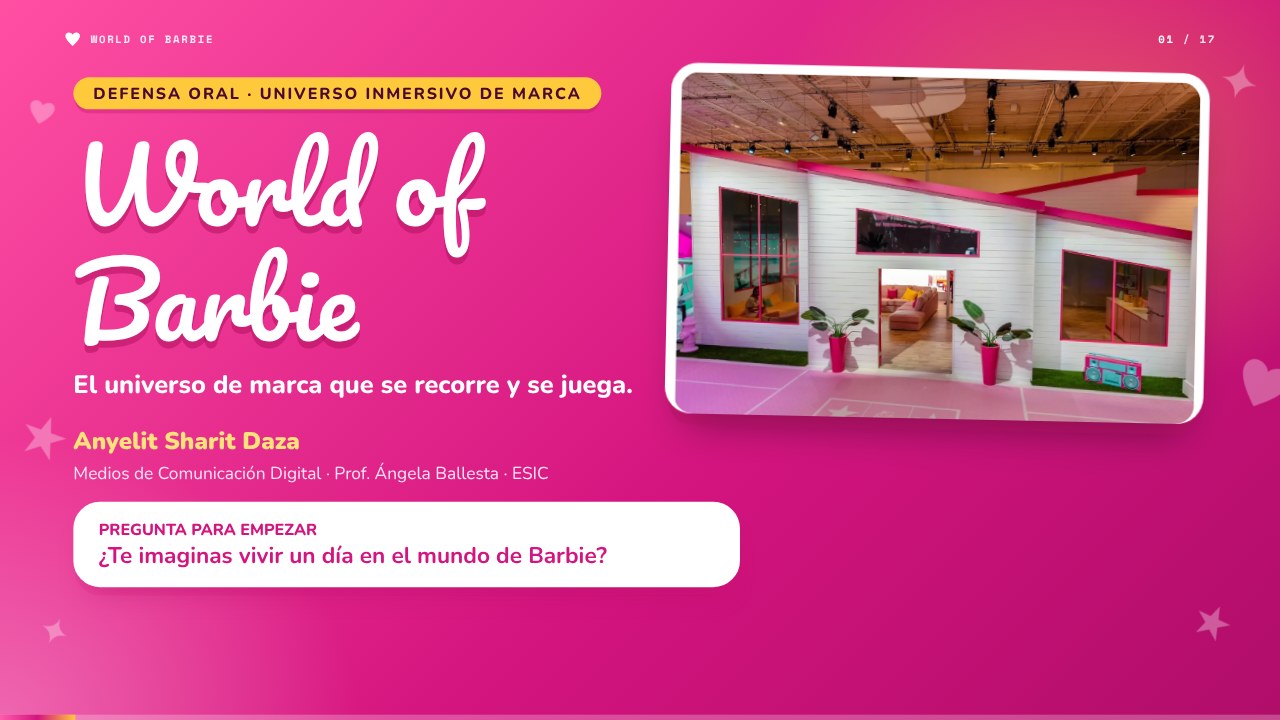 WORLD OF BARBIE
01 / 17
DEFENSA ORAL · UNIVERSO INMERSIVO DE MARCA
World of
Barbie
El universo de marca que se recorre y se juega.
Anyelit Sharit Daza
Medios de Comunicación Digital · Prof. Ángela Ballesta · ESIC
PREGUNTA PARA EMPEZAR
¿Te imaginas vivir un día en el mundo de Barbie?